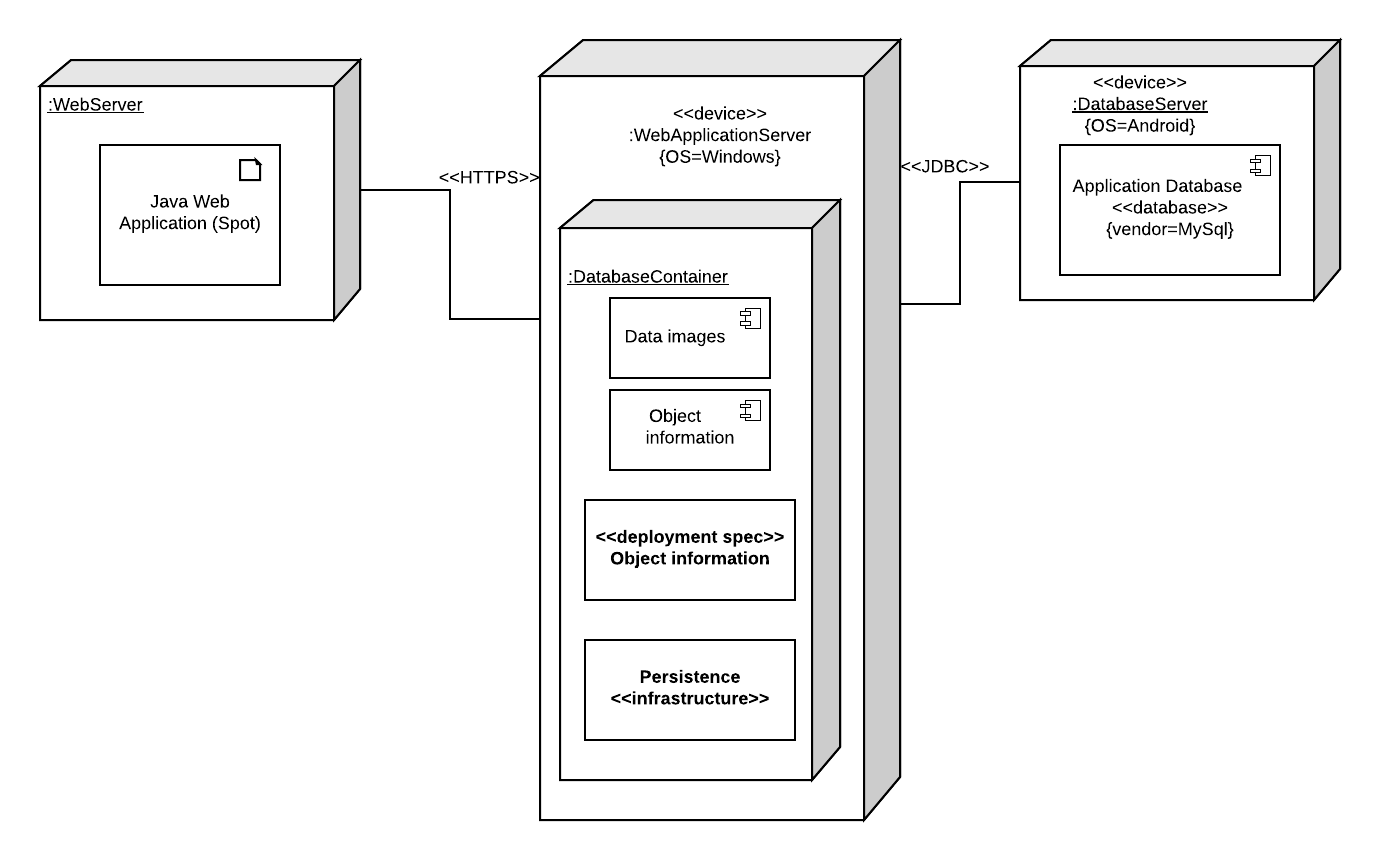 :WebServer
Java Web
Application (Spot)
<<HTTPS>>
<<device>>
:WebApplicationServer
{OS=Windows}
:DatabaseContainer
Data images
Object
information
<<deployment spec>>
Object information
Persistence
<<infrastructure>>
<<JDBC>>
<<device>>
:DatabaseServer
{OS=Android}
Application Database
<<database>>
{vendor=MySql}